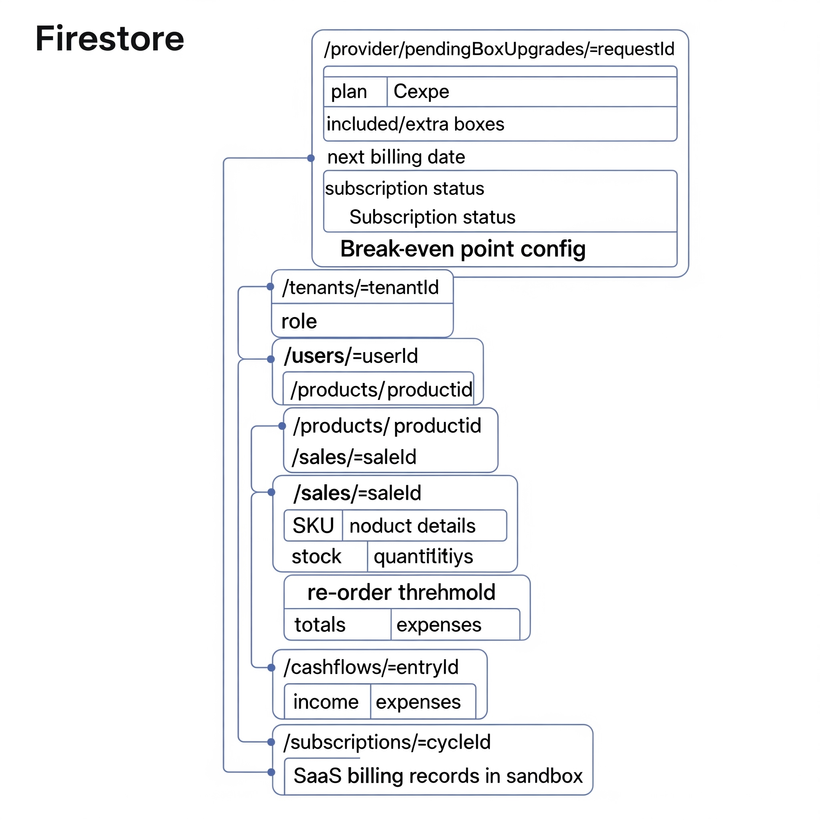 Firestore
/provider/pendingBoxUpgrades/=requestId
plan Cexpe
included/extra boxes
next billing date
subscription status
Subscription status
Break-even point config
/tenants/=tenantId
role
/users/=userId
/products/productid
/products/ productid
/sales/=saleId
/sales/=saleId
SKU noduct details
stock quantititiys
re-order threhmold
totals expenses
/cashflows/=entryId
income expenses
/subscriptions/=cycleId
SaaS billing records in sandbox